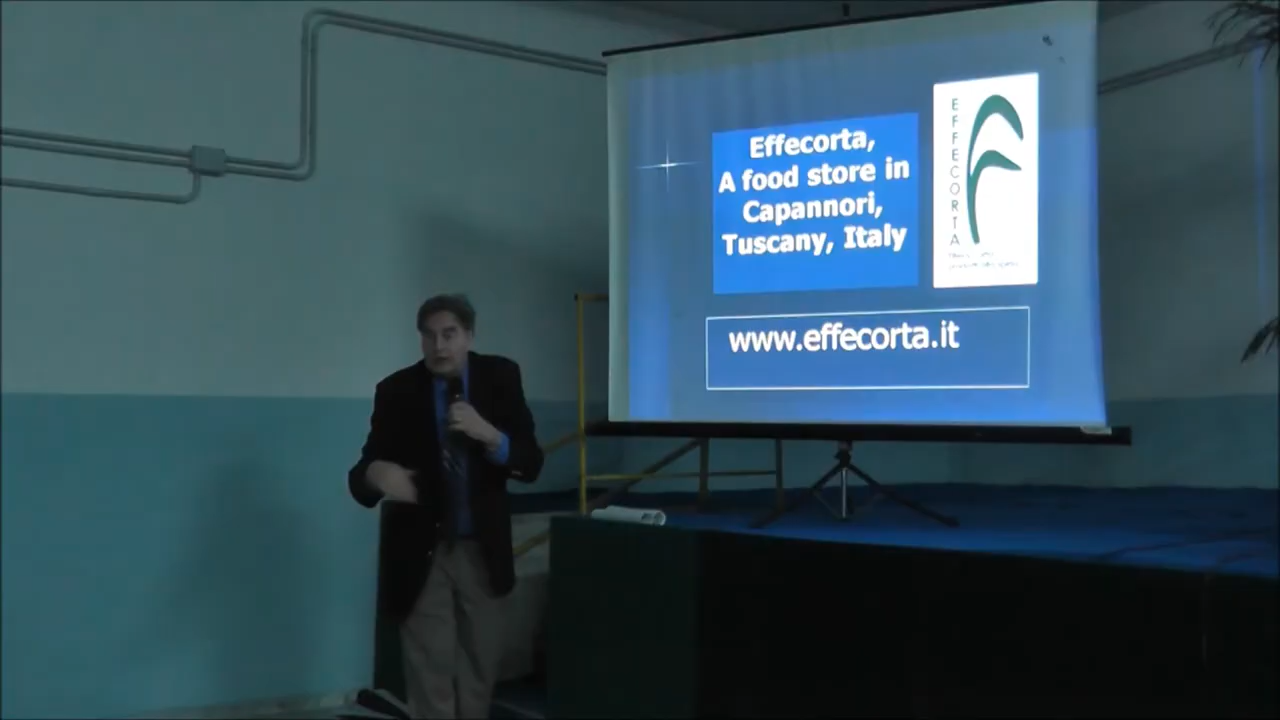 Effecorta,
A food store in
Capannori,
Tuscany, Italy
EFFECORTA
www.effecorta.it